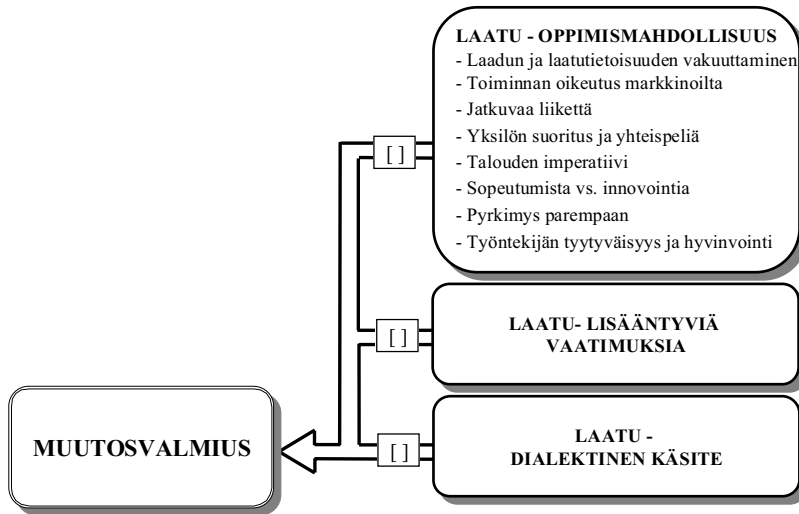 LAATU - OPPIMISMAHDOLLISUUS
- Laadun ja laatutietoisuuden vakuuttaminen
- Toiminnan oikeutus markkinoilta
- Jatkuvaa liikettä
- Yksilön suoritus ja yhteispeliä
- Talouden imperatiivi
- Sopeutumista vs. innovointia
- Pyrkimys parempaan
- Työntekijän tyytyväisyys ja hyvinvointi
[ ]
LAATU- LISÄÄNTYVIÄ
VAATIMUKSIA
[ ]
LAATU -
DIALEKTINEN KÄSITE
[ ]
MUUTOSVALMIUS